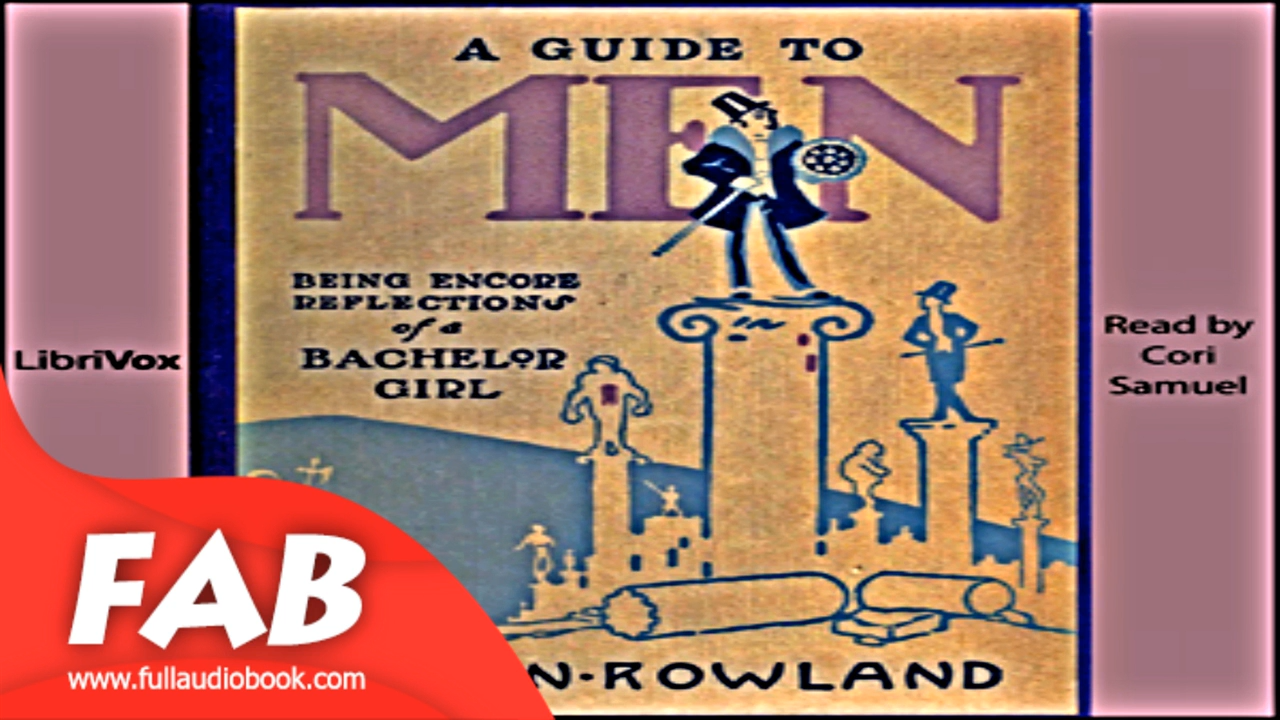 A GUIDE TO
MEN
BEING ENCORE
REFLECTIONS
of a
BACHELOR
GIRL
N·ROWLAND
LibriVox
Read by
Cori
Samuel
FAB
www.fullaudiobook.com